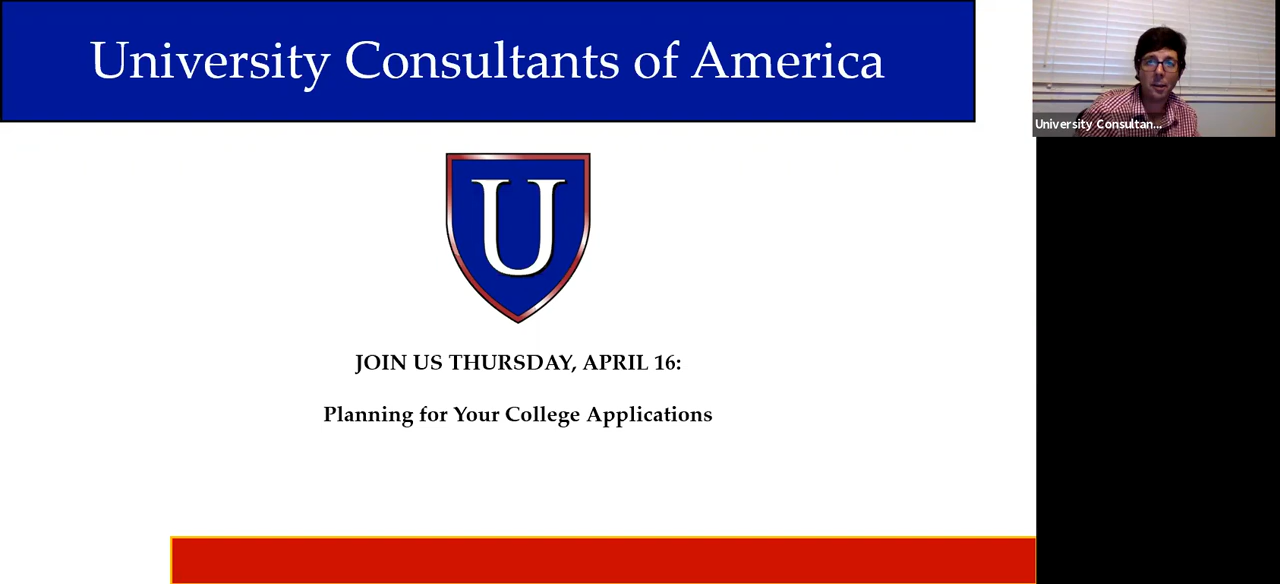 University Consultants of America
University Consultan...
U
JOIN US THURSDAY, APRIL 16:
Planning for Your College Applications